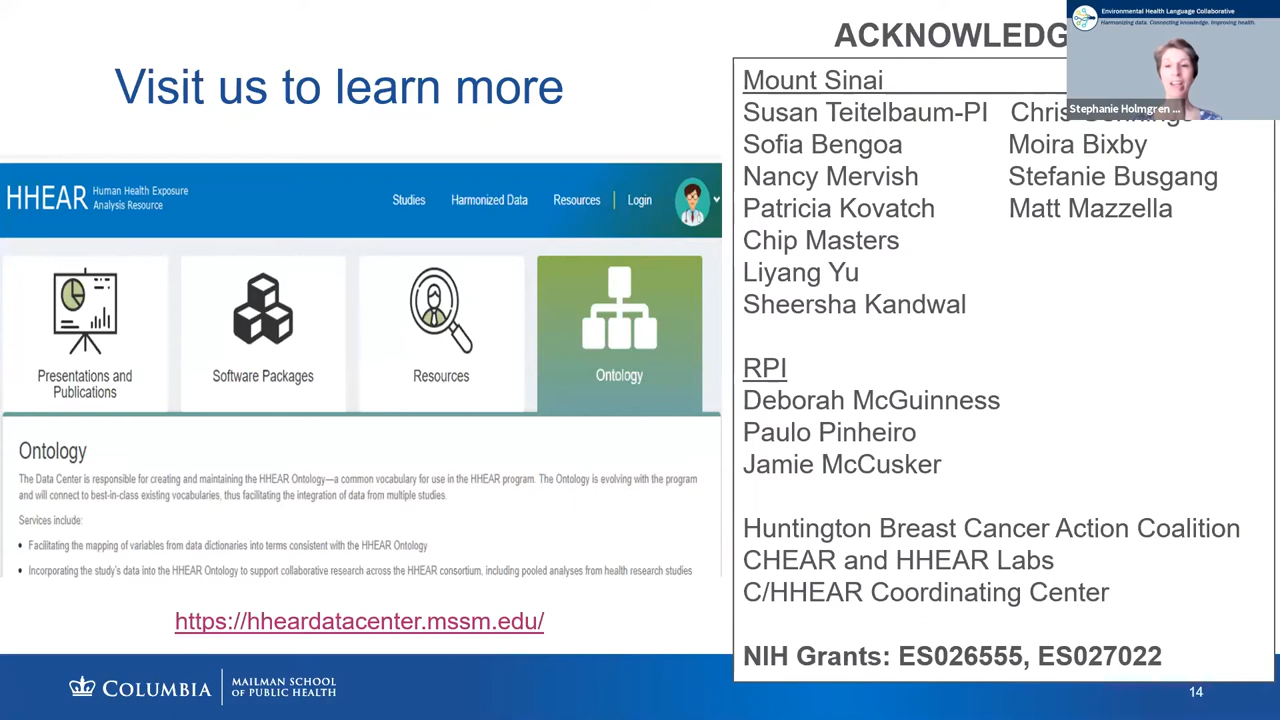 Visit us to learn more
HHEAR Human Health Exposure
Analysis Resource
Studies
Harmonized Data
Resources
Login
Presentations and
Publications
Software Packages
Resources
Ontology
Ontology
The Data Center is responsible for creating and maintaining the HHEAR Ontology—a common vocabulary for use in the HHEAR program. The Ontology is evolving with the program
and will connect to best-in-class existing vocabularies, thus facilitating the integration of data from multiple studies.
Services include:
• Facilitating the mapping of variables from data dictionaries into terms consistent with the HHEAR Ontology
• Incorporating the study's data into the HHEAR Ontology to support collaborative research across the HHEAR consortium, including pooled analyses from health research studies
https://hheardatacenter.mssm.edu/
COLUMBIA
MAILMAN SCHOOL
OF PUBLIC HEALTH
Environmental Health Language Collaborative
Harmonizing data. Connecting knowledge. Improving health.
Stephanie Holmgren ...
ACKNOWLEDG
Mount Sinai
Susan Teitelbaum-PI Chris
Sofia Bengoa Moira Bixby
Nancy Mervish Stefanie Busgang
Patricia Kovatch Matt Mazzella
Chip Masters
Liyang Yu
Sheersha Kandwal
RPI
Deborah McGuinness
Paulo Pinheiro
Jamie McCusker
Huntington Breast Cancer Action Coalition
CHEAR and HHEAR Labs
C/HHEAR Coordinating Center
NIH Grants: ES026555, ES027022
14